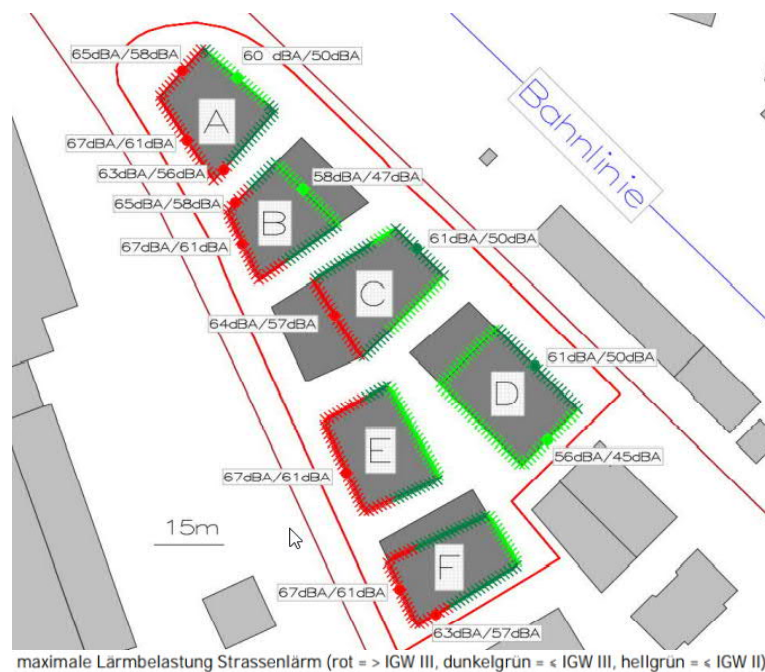 65dBA/58dBA
60 dBA/50dBA
A
Bahnlinie
67dBA/61dBA
63dBA/56dBA
58dBA/47dBA
65dBA/58dBA
B
67dBA/61dBA
61dBA/50dBA
C
64dBA/57dBA
61dBA/50dBA
D
E
56dBA/45dBA
67dBA/61dBA
15m
F
67dBA/61dBA
63dBA/57dBA
maximale Lärmbelastung Strassenlärm (rot = > IGW III, dunkelgrün = < IGW III, hellgrün = < IGW II)